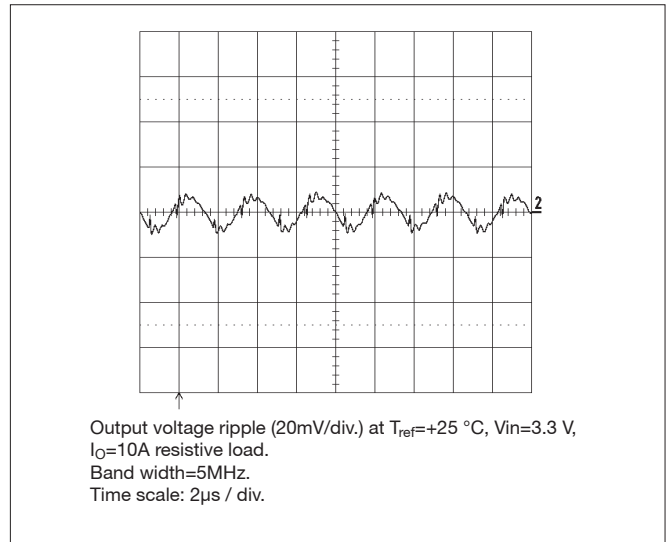 2
Output voltage ripple (20mV/div.) at Tref=+25 °C, Vin=3.3 V,
IO=10A resistive load.
Band width=5MHz.
Time scale: 2µs / div.